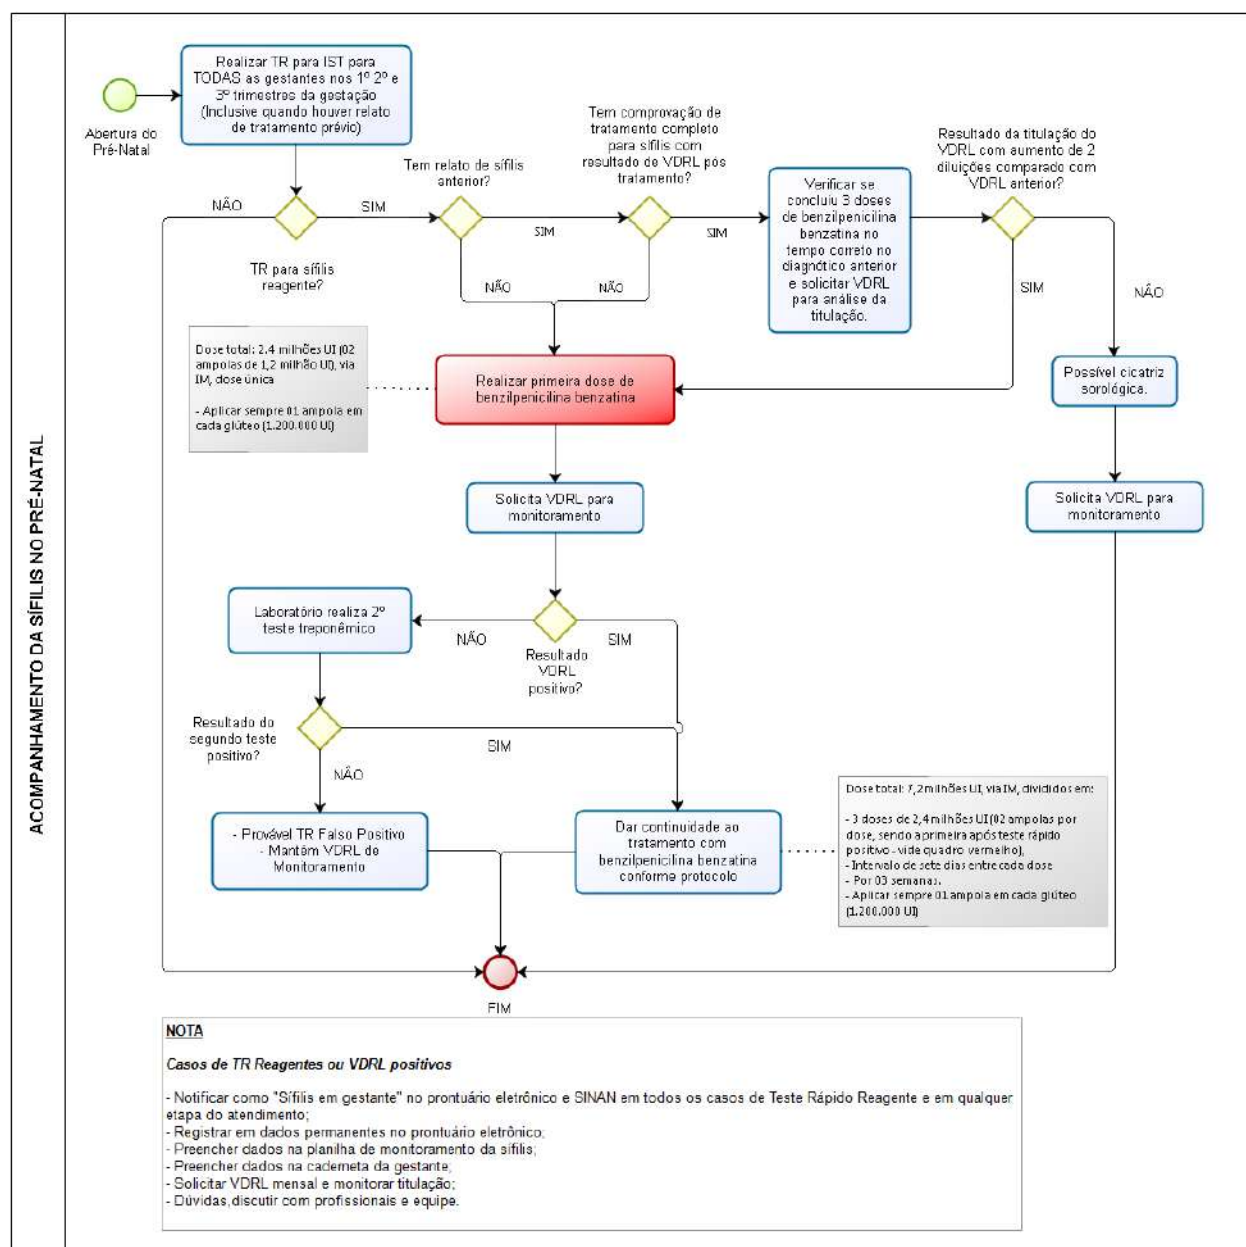 ACOMPANHAMENTO DA SÍFILIS NO PRÉ-NATAL
Abertura do
Pré-Natal
Realizar TR para IST para
TODAS as gestantes nos 1º 2º e
3º trimestres da gestação
(Inclusive quando houver relato
de tratamento prévio)
NÃO
SIM
TR para sífilis
reagente?
Tem relato de sífilis
anterior?
SIM
NÃO
Tem comprovação de
tratamento completo
para sífilis com
resultado de VDRL pós
tratamento?
SIM
NÃO
Verificar se
concluiu 3 doses
de benzilpenicilina
benzatina no
tempo correto no
diagnótico anterior
e solicitar VDRL
para análise da
titulação.
Resultado da titulação do
VDRL com aumento de 2
diluições comparado com
VDRL anterior?
SIM
NÃO
Dose total: 2.4 milhões UI (02
ampolas de 1,2 milhão UI), via
IM, dose única
- Aplicar sempre 01 ampola em
cada glúteo (1.200.000 UI)
Realizar primeira dose de
benzilpenicilina benzatina
Possível cicatriz
sorológica.
Solicita VDRL para
monitoramento
Solicita VDRL para
monitoramento
Laboratório realiza 2º
teste treponêmico
NÃO
SIM
Resultado
VDRL
positivo?
Resultado do
segundo teste
positivo?
SIM
NÃO
- Provável TR Falso Positivo
- Mantém VDRL de
Monitoramento
Dar continuidade ao
tratamento com
benzilpenicilina benzatina
conforme protocolo
Dose total: 7,2 milhões UI, via IM, divididos em:
- 3 doses de 2,4 milhões UI (02 ampolas por
dose, sendo a primeira após teste rápido
positivo - vide quadro vermelho),
- Intervalo de sete dias entre cada dose
- Por 03 semanas.
- Aplicar sempre 01 ampola em cada glúteo
(1.200.000 UI)
FIM
NOTA
Casos de TR Reagentes ou VDRL positivos
- Notificar como "Sífilis em gestante" no prontuário eletrônico e SINAN em todos os casos de Teste Rápido Reagente e em qualquer
etapa do atendimento;
- Registrar em dados permanentes no prontuário eletrônico;
- Preencher dados na planilha de monitoramento da sífilis;
- Preencher dados na caderneta da gestante;
- Solicitar VDRL mensal e monitorar titulação;
- Dúvidas,discutir com profissionais e equipe.